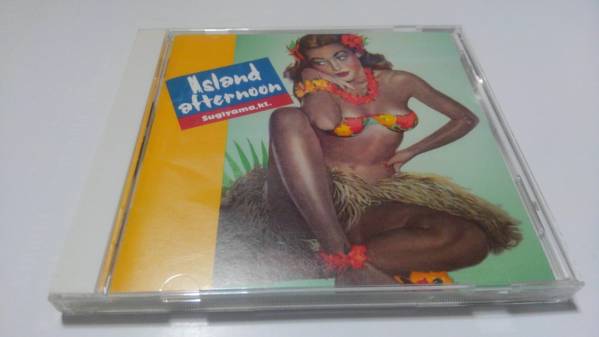 Island
afternoon
Sugiyama.kt.